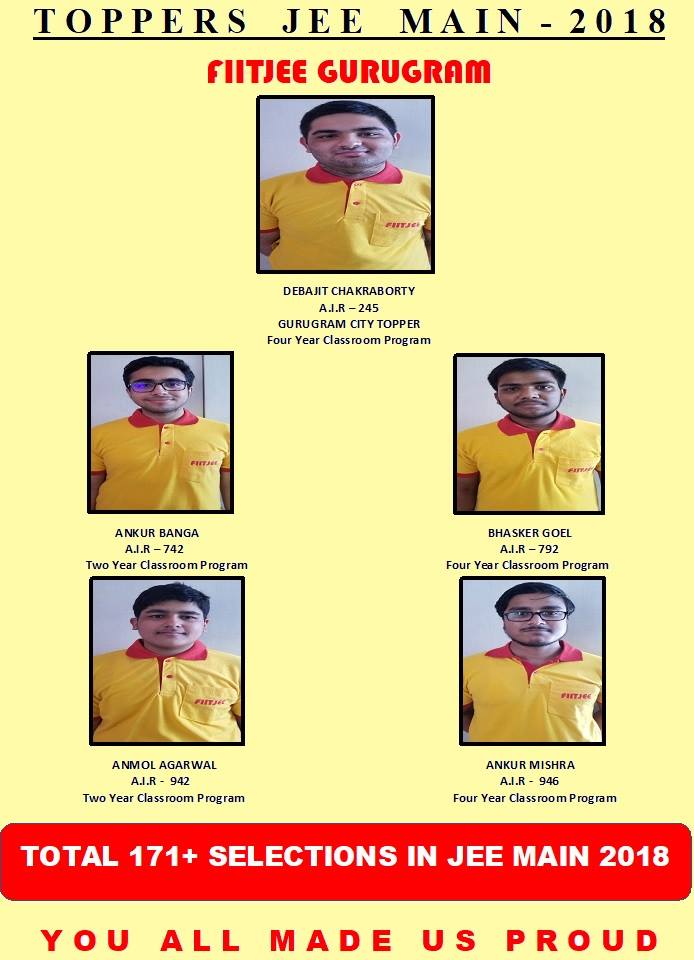 TOPPERS JEE MAIN - 2018
FIITJEE GURUGRAM
FIITJEE
DEBAJIT CHAKRABORTY
A.I.R – 245
GURUGRAM CITY TOPPER
Four Year Classroom Program
FIITJEE
FIITJEE
ANKUR BANGA
A.I.R – 742
Two Year Classroom Program
BHASKER GOEL
A.I.R – 792
Four Year Classroom Program
FIITJEE
FIITJEE
ANMOL AGARWAL
A.I.R - 942
Two Year Classroom Program
ANKUR MISHRA
A.I.R - 946
Four Year Classroom Program
TOTAL 171+ SELECTIONS IN JEE MAIN 2018
YOU ALL MADE US PROUD